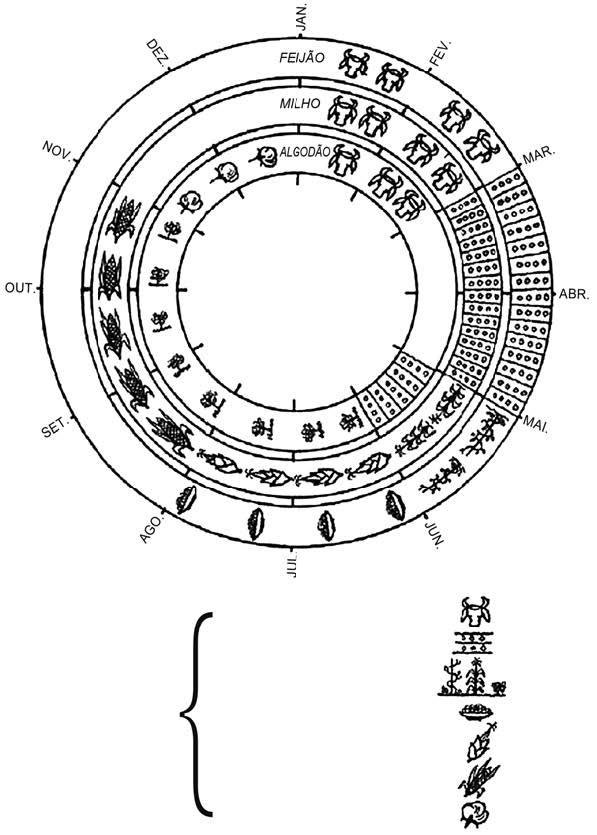 JAN.
FEV.
MAR.
ABR.
MAI.
JUN.
JUL.
AGO.
SET.
OUT.
NOV.
DEZ.
FEIJÃO
MILHO
ALGODÃO